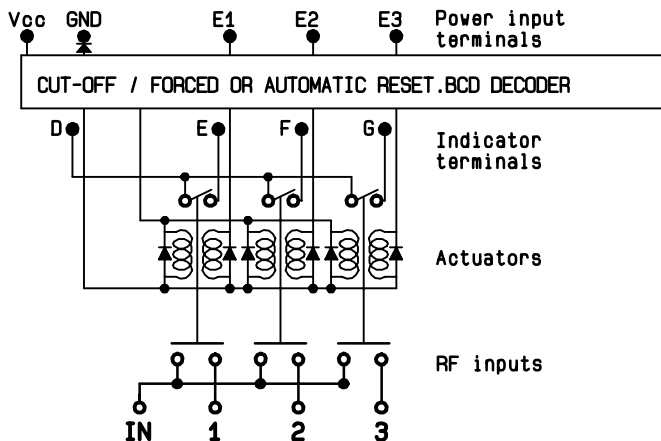 Vcc GND E1 E2 E3 Power input
terminals
CUT-OFF / FORCED OR AUTOMATIC RESET.BCD DECODER
D E F G Indicator
terminals
Actuators
RF inputs
IN 1 2 3